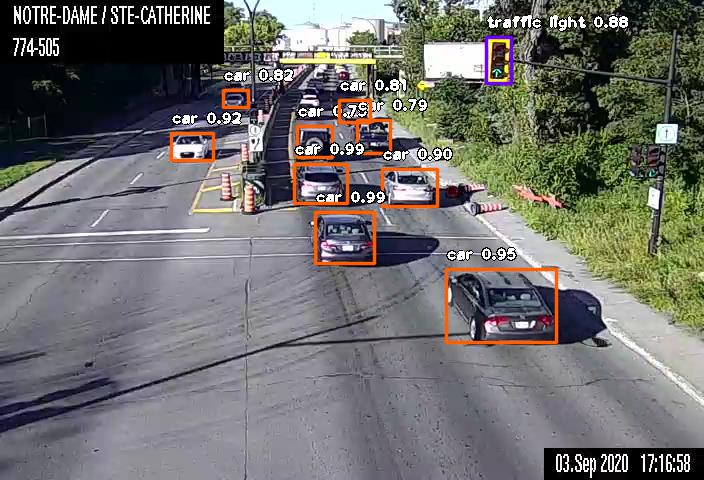 NOTRE-DAME / STE-CATHERINE
774-505
traffic light 0.88
car 0.82
car 0.81
car 0.79
car 0.92
car 0.99
car 0.90
car 0.99
car 0.95
03.Sep 2020 17:16:58